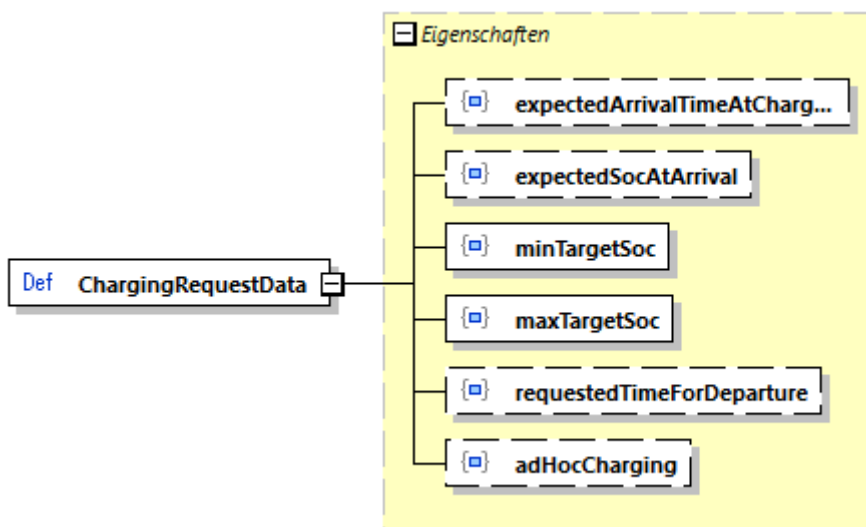 Eigenschaften
expectedArrivalTimeAtCharg...
expectedSocAtArrival
minTargetSoc
Def ChargingRequestData
maxTargetSoc
requestedTimeForDeparture
adHocCharging